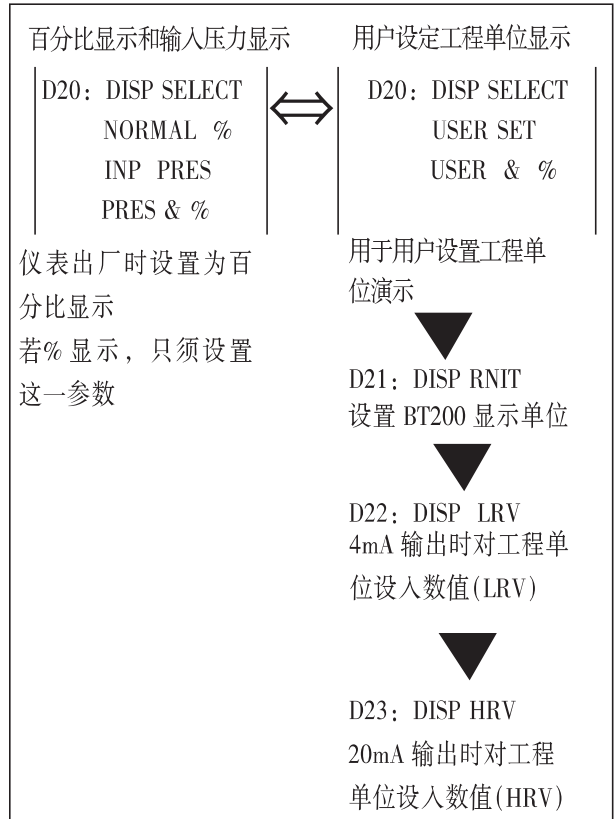 百分比显示和输入压力显示
D20：DISP SELECT
NORMAL %
INP PRES
PRES & %
仪表出厂时设置为百
分比显示
若% 显示，只须设置
这一参数
用户设定工程单位显示
D20：DISP SELECT
USER SET
USER & %
用于用户设置工程单
位演示
D21：DISP RNIT
设置 BT200 显示单位
D22：DISP LRV
4mA 输出时对工程单
位设入数值(LRV)
D23：DISP HRV
20mA 输出时对工程
单位设入数值(HRV)